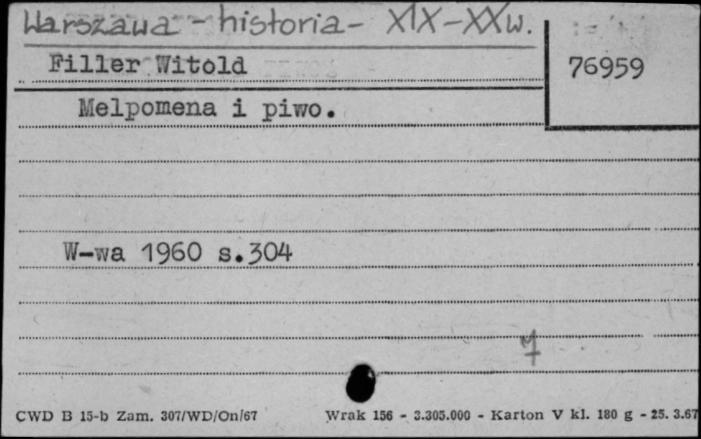 Warszawa - historia - XIX-XXw.
Filler Witold
76959
Melpomena i piwo.
W-wa 1960 s.304
7
CWD B 15-b Zam. 307/WD/On/67 Wrak 156 - 3.305.000 - Karton V kl. 180 g - 25. 3.67